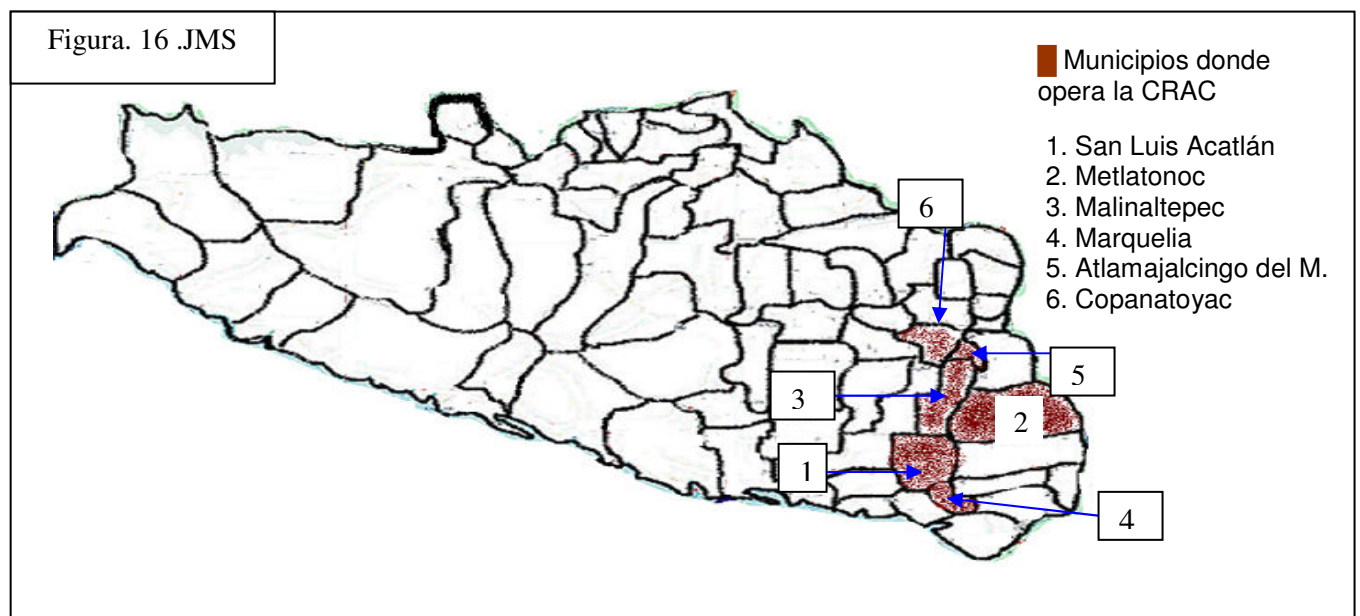 Figura. 16 .JMS
Municipios donde
opera la CRAC
1. San Luis Acatlán
2. Metlatonoc
3. Malinaltepec
4. Marquelia
5. Atlamajalcingo del M.
6. Copanatoyac
6
5
3
2
1
4